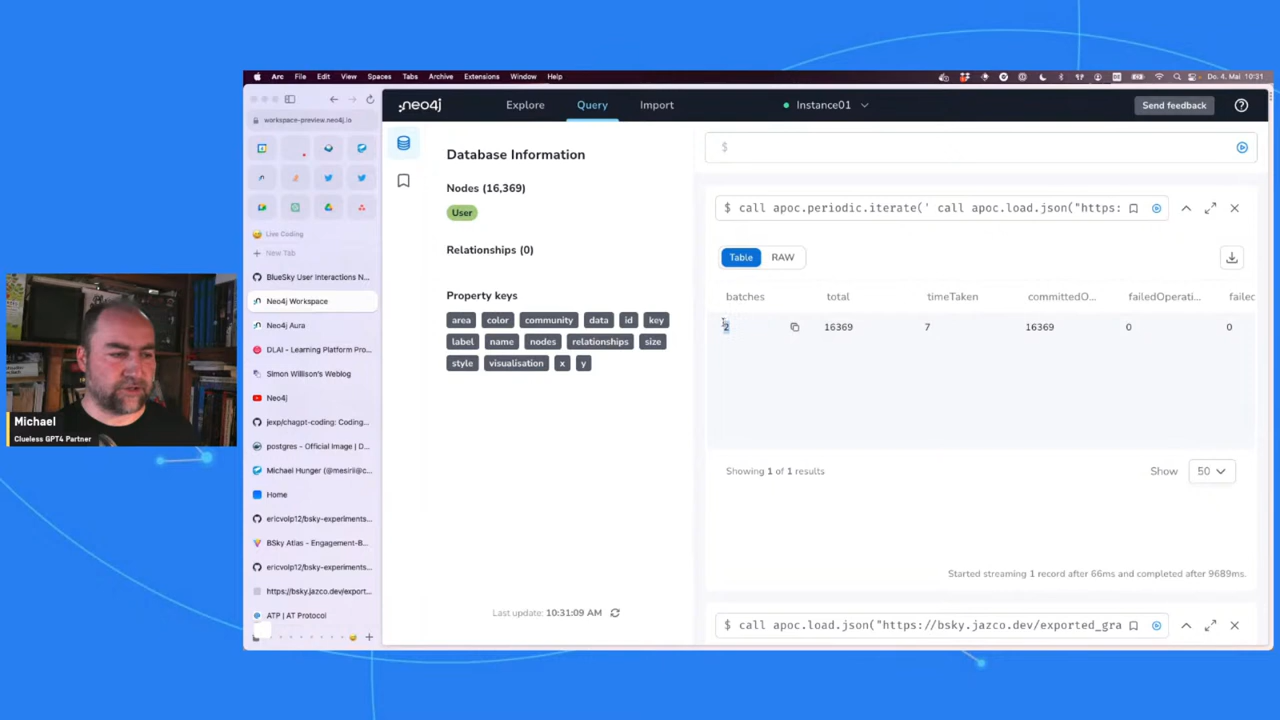 Arc File Edit View Spaces Tabs Archive Extensions Window Help
Do. 4. Mai 10:31
workspace-preview.neo4j.io
Live Coding
New Tab
BlueSky User Interactions N...
Neo4j Workspace
Neo4j Aura
DLAI - Learning Platform Pro...
Simon Willison's Weblog
Neo4j
jexp/chagpt-coding: Coding...
postgres - Official Image | D...
Michael Hunger (@mesirii@c...
Home
ericvolp12/bsky-experiments...
BSky Atlas - Engagement-B...
ericvolp12/bsky-experiments...
https://bsky.jazco.dev/export...
ATP | AT Protocol
:neo4j
Explore Query Import
Instance01
Send feedback
Database Information
Nodes (16,369)
User
Relationships (0)
Property keys
area color community data id key
label name nodes relationships size
style visualisation x y
Last update: 10:31:09 AM
$
$ call apoc.periodic.iterate(' call apoc.load.json("https:
Table RAW
batches total timeTaken committedO... failedOperati... failec
2 16369 7 16369 0 0
Showing 1 of 1 results
Show 50
Started streaming 1 record after 66ms and completed after 9689ms.
$ call apoc.load.json("https://bsky.jazco.dev/exported_gra
Michael
Clueless GPT4 Partner